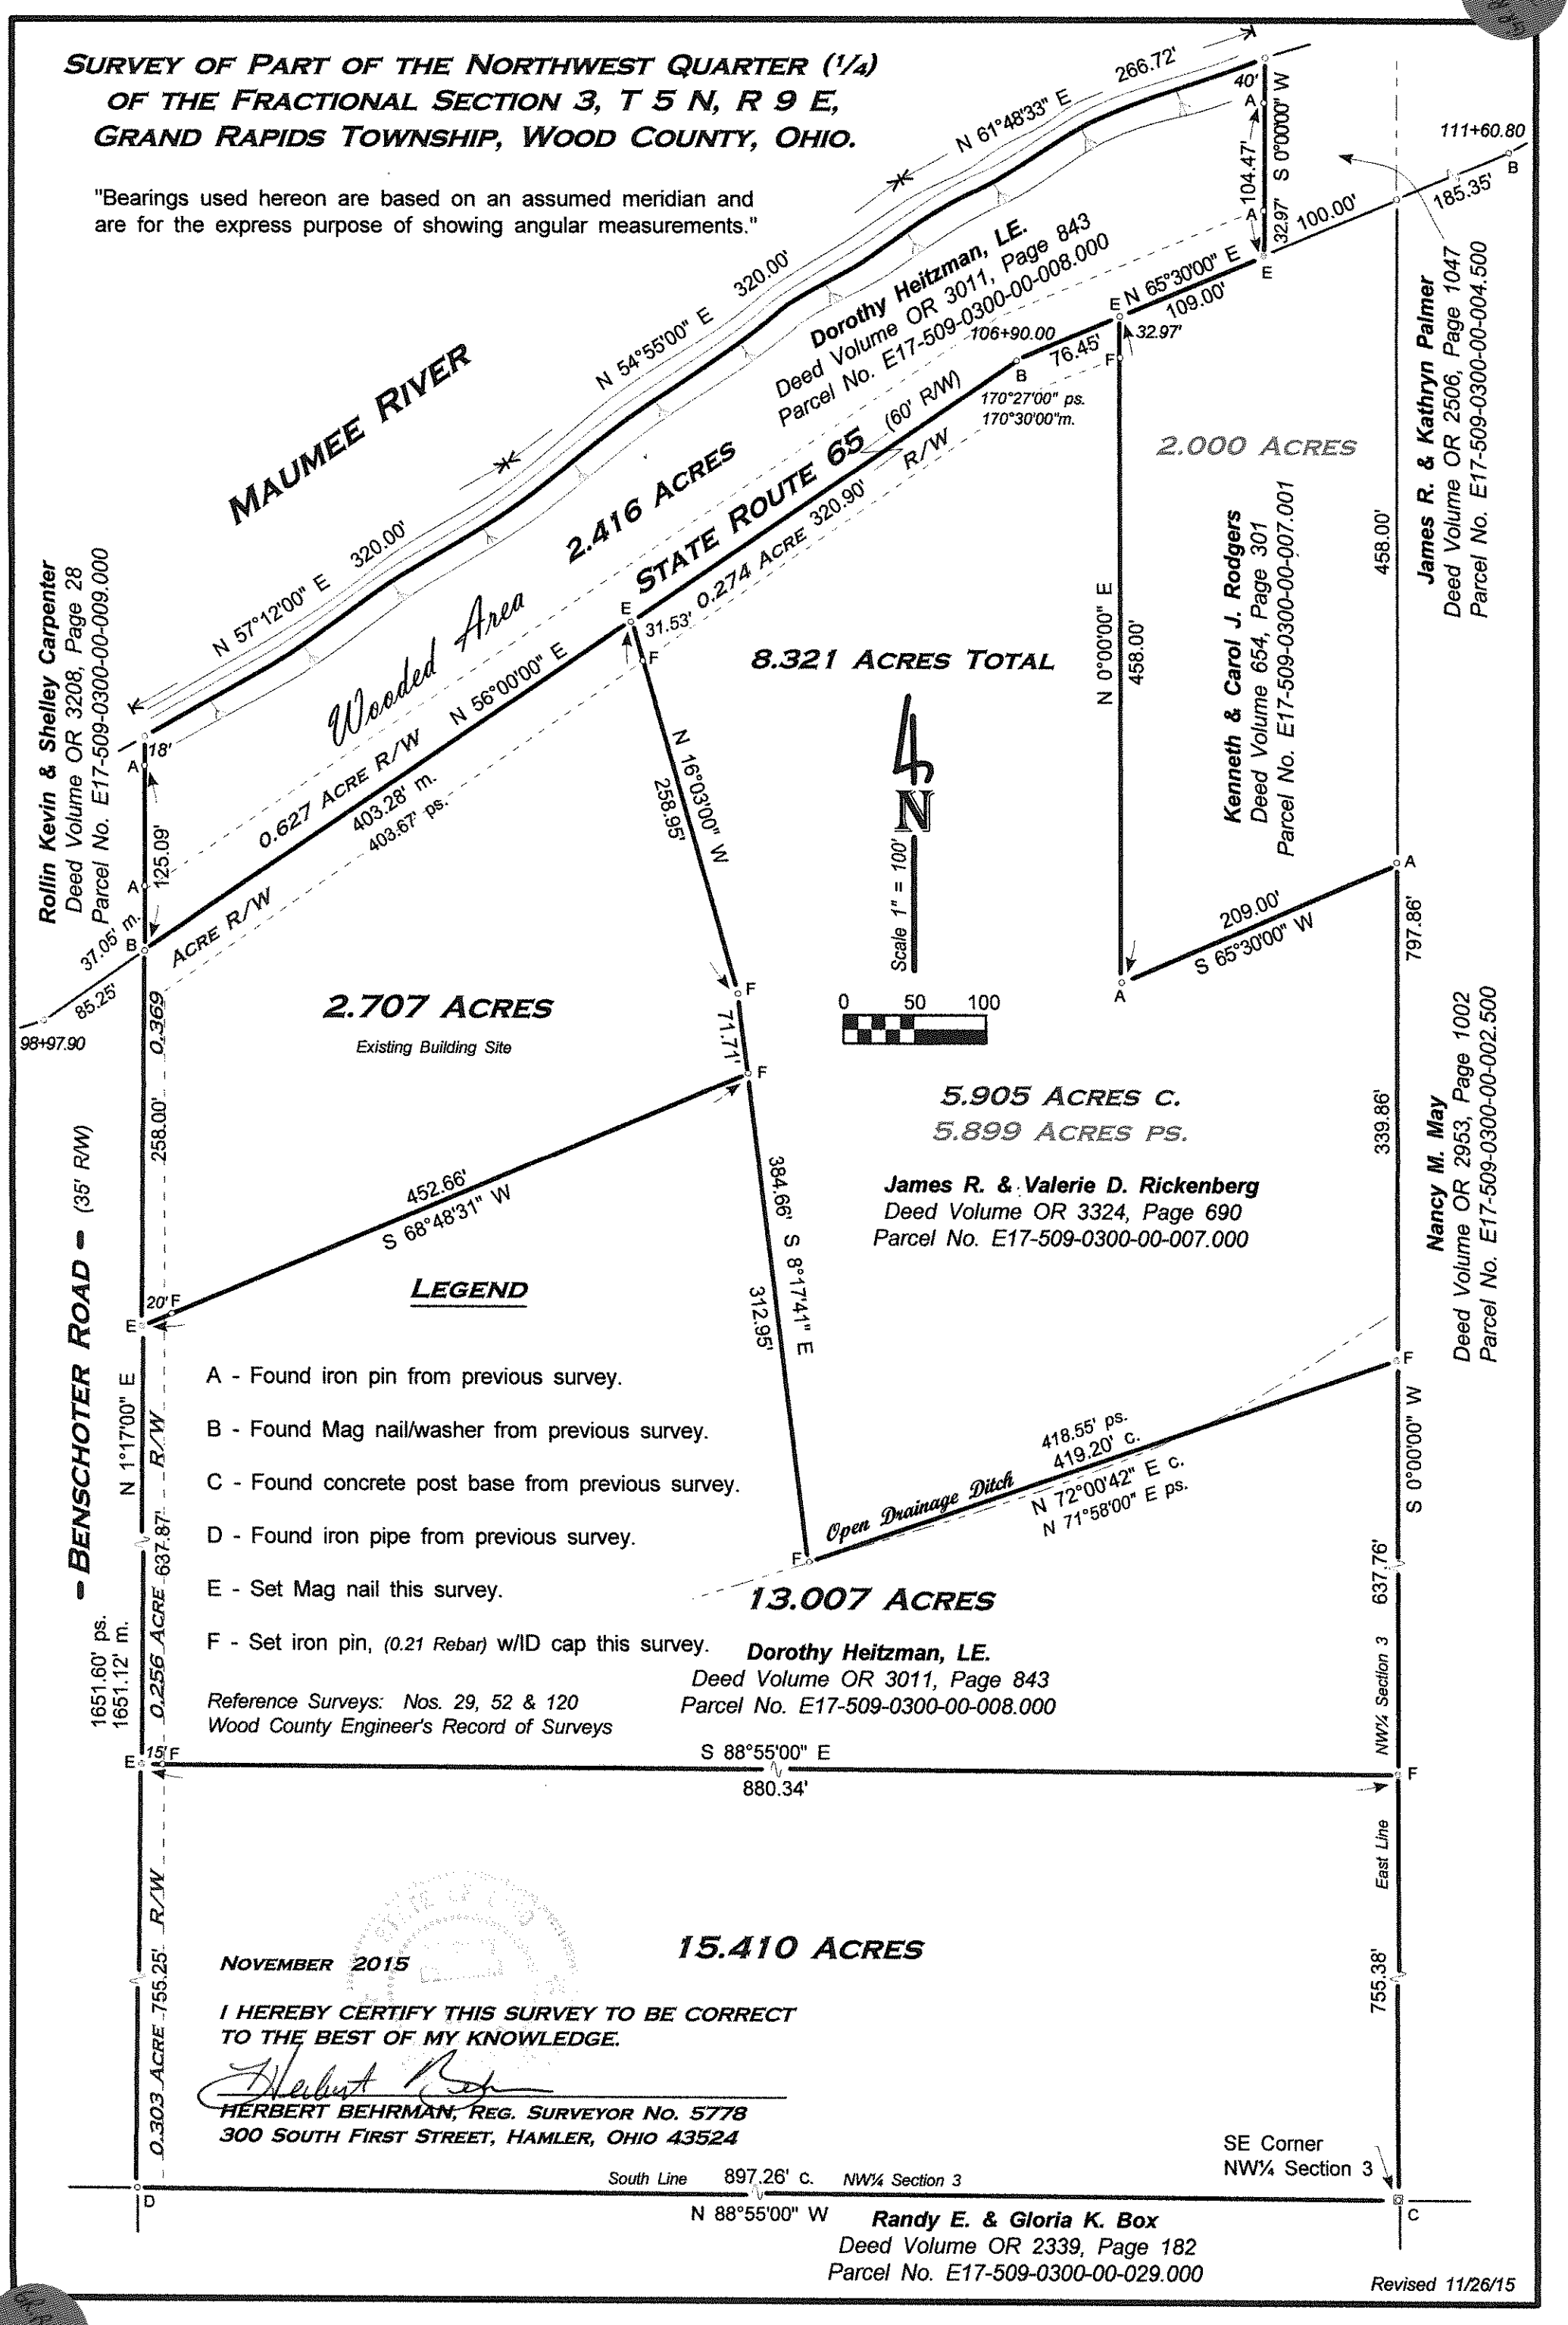 SURVEY OF PART OF THE NORTHWEST QUARTER (1/4)
OF THE FRACTIONAL SECTION 3, T 5 N, R 9 E,
GRAND RAPIDS TOWNSHIP, WOOD COUNTY, OHIO.
"Bearings used hereon are based on an assumed meridian and
are for the express purpose of showing angular measurements."
266.72'
N 61°48'33" E
40'
A
104.47'
S 0°00'00" W
A
32.97'
E
100.00'
111+60.80
B
185.35'
320.00'
N 54°55'00" E
MAUMEE RIVER
Dorothy Heitzman, LE.
Deed Volume OR 3011, Page 843
Parcel No. E17-509-0300-00-008.000
E
N 65°30'00" E
109.00'
106+90.00
B
76.45'
32.97'
F
170°27'00" ps.
170°30'00"m.
James R. & Kathryn Palmer
Deed Volume OR 2506, Page 1047
Parcel No. E17-509-0300-00-004.500
2.000 ACRES
Kenneth & Carol J. Rodgers
Deed Volume 654, Page 301
Parcel No. E17-509-0300-00-007.001
458.00'
320.00'
N 57°12'00" E
2.416 ACRES
STATE ROUTE 65
(60' R/W)
R/W
320.90'
0.274 ACRE
Wooded Area
E
31.53'
F
N 56°00'00" E
8.321 ACRES TOTAL
N 0°00'00" E
458.00'
Rollin Kevin & Shelley Carpenter
Deed Volume OR 3208, Page 28
Parcel No. E17-509-0300-00-009.000
18'
A
125.09'
A
0.627 ACRE R/W
403.28' m.
403.67' ps.
N 16°03'00" W
258.95'
N
Scale 1" = 100'
0 50 100
B
37.05' m.
85.25'
98+97.90
ACRE R/W
0.369
A
209.00'
S 65°30'00" W
A
797.86'
2.707 ACRES
Existing Building Site
F
71.71'
F
258.00'
452.66'
S 68°48'31" W
5.905 ACRES C.
5.899 ACRES PS.
James R. & Valerie D. Rickenberg
Deed Volume OR 3324, Page 690
Parcel No. E17-509-0300-00-007.000
339.86'
Nancy M. May
Deed Volume OR 2953, Page 1002
Parcel No. E17-509-0300-00-002.500
384.66'
S 8°17'41" E
312.95'
- BENSCHOTER ROAD -
(35' R/W)
20'
F
E
LEGEND
A - Found iron pin from previous survey.
B - Found Mag nail/washer from previous survey.
C - Found concrete post base from previous survey.
D - Found iron pipe from previous survey.
E - Set Mag nail this survey.
F - Set iron pin, (0.21 Rebar) w/ID cap this survey.
Reference Surveys: Nos. 29, 52 & 120
Wood County Engineer's Record of Surveys
N 1°17'00" E
R/W
637.87'
0.256 ACRE
1651.60' ps.
1651.12' m.
F
Open Drainage Ditch
418.55' ps.
419.20' c.
N 72°00'42" E c.
N 71°58'00" E ps.
F
S 0°00'00" W
637.76'
NW¼ Section 3
13.007 ACRES
Dorothy Heitzman, LE.
Deed Volume OR 3011, Page 843
Parcel No. E17-509-0300-00-008.000
E
15'
F
S 88°55'00" E
880.34'
F
East Line
755.38'
R/W
755.25'
0.303 ACRE
15.410 ACRES
NOVEMBER 2015
I HEREBY CERTIFY THIS SURVEY TO BE CORRECT
TO THE BEST OF MY KNOWLEDGE.
Herbert Behrman
HERBERT BEHRMAN, REG. SURVEYOR NO. 5778
300 SOUTH FIRST STREET, HAMLER, OHIO 43524
SE Corner
NW¼ Section 3
D
South Line 897.26' c. NW¼ Section 3
N 88°55'00" W
C
Randy E. & Gloria K. Box
Deed Volume OR 2339, Page 182
Parcel No. E17-509-0300-00-029.000
Revised 11/26/15